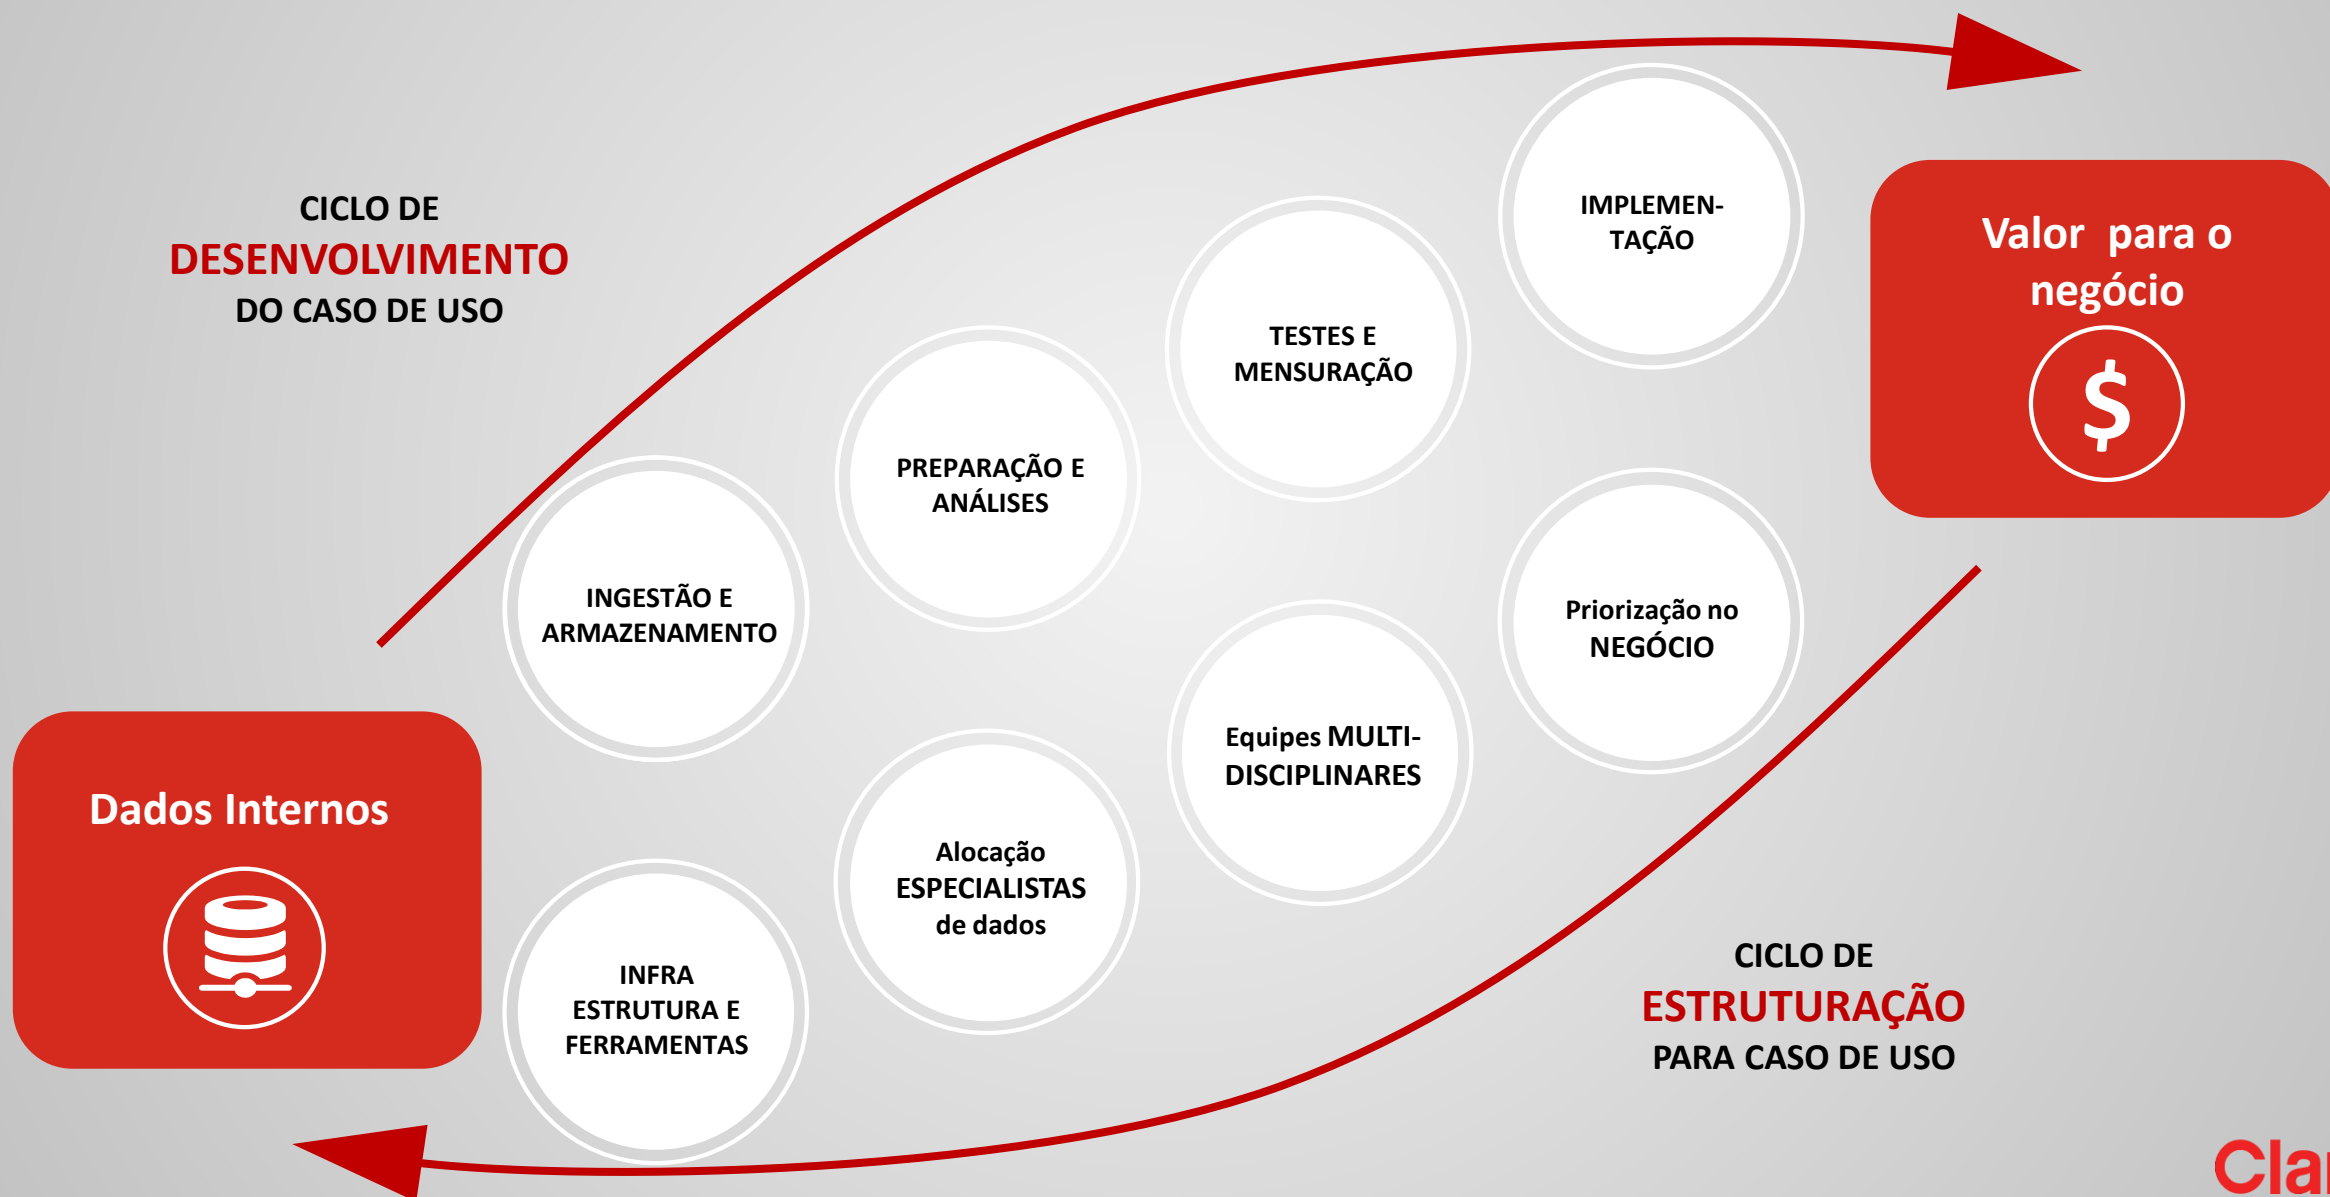 CICLO DE
DESENVOLVIMENTO
DO CASO DE USO
IMPLEMEN-
TAÇÃO
Valor para o
negócio
$
TESTES E
MENSURAÇÃO
PREPARAÇÃO E
ANÁLISES
INGESTÃO E
ARMAZENAMENTO
Priorização no
NEGÓCIO
Equipes MULTI-
DISCIPLINARES
Dados Internos
Alocação
ESPECIALISTAS
de dados
INFRA
ESTRUTURA E
FERRAMENTAS
CICLO DE
ESTRUTURAÇÃO
PARA CASO DE USO